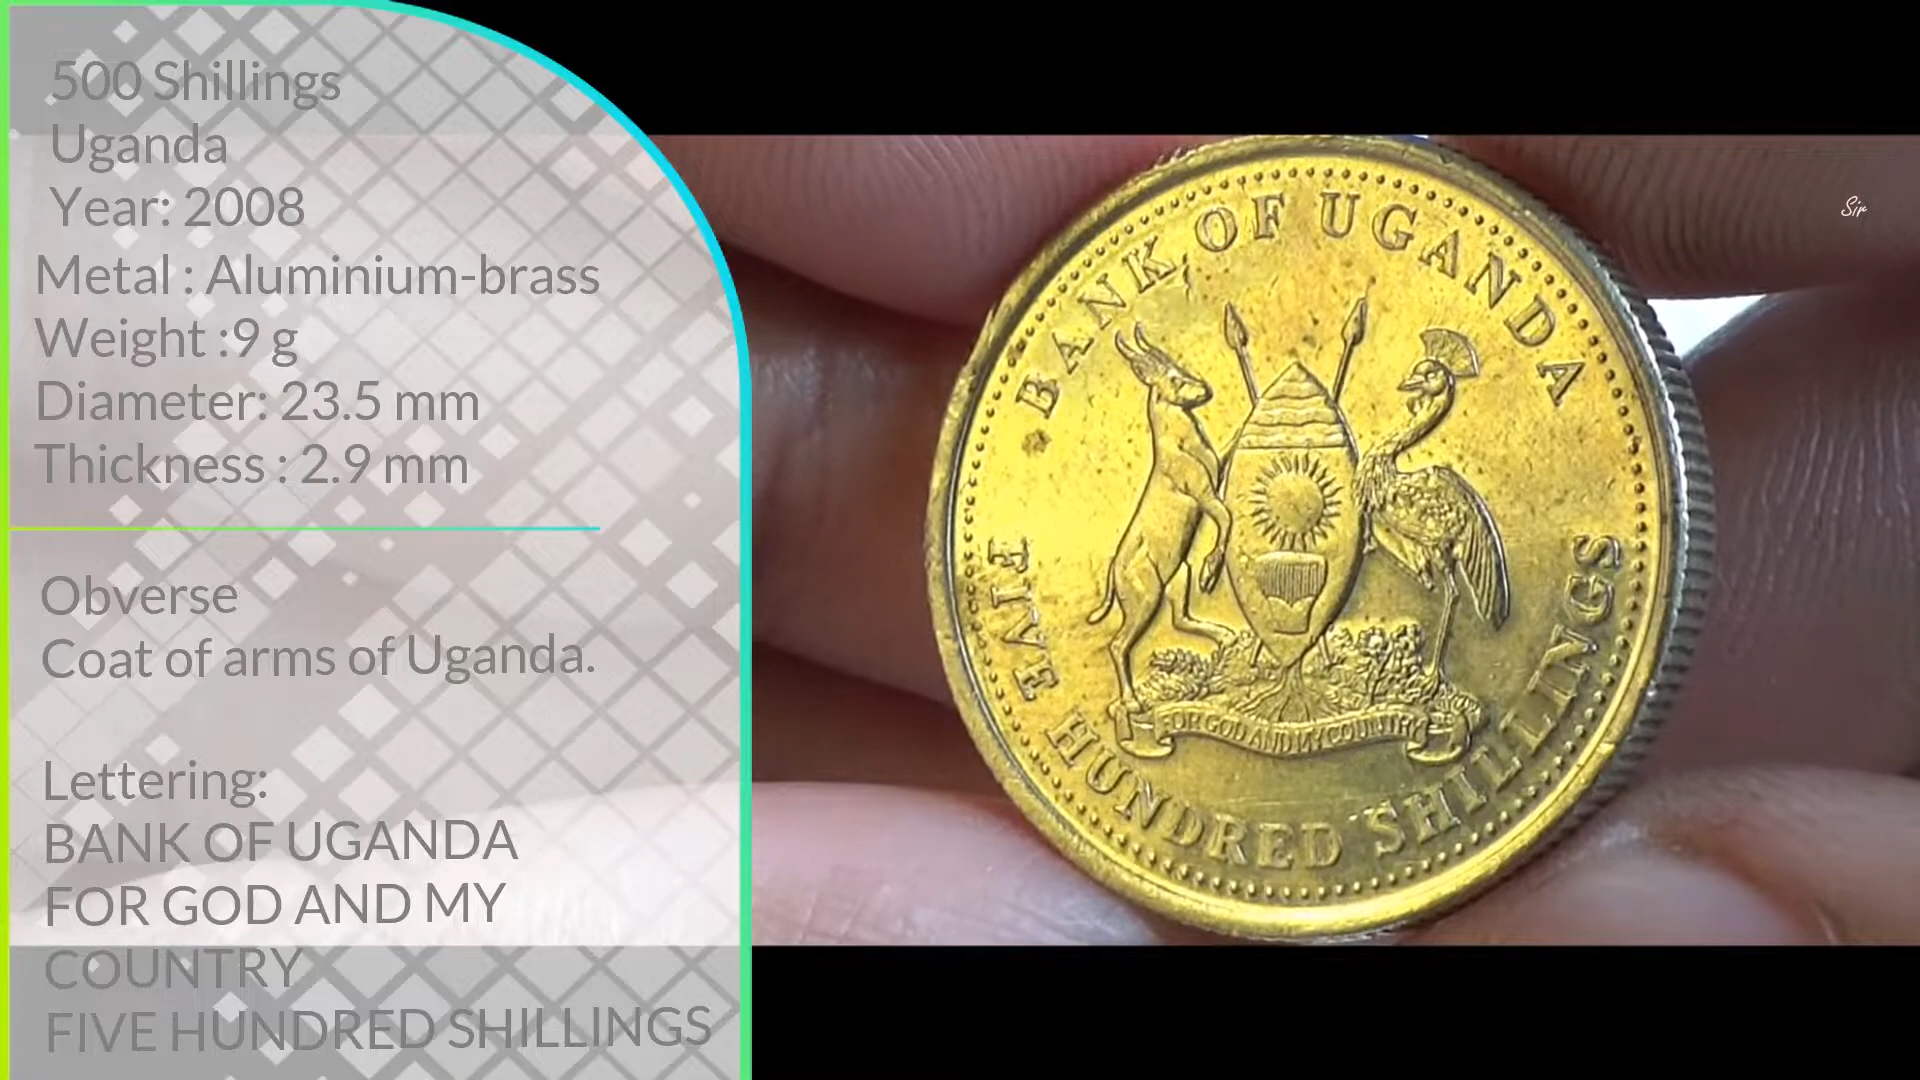 500 Shillings
Uganda
Year: 2008
Metal : Aluminium-brass
Weight :9 g
Diameter: 23.5 mm
Thickness : 2.9 mm
Obverse
Coat of arms of Uganda.
Lettering:
BANK OF UGANDA
FOR GOD AND MY
COUNTRY
FIVE HUNDRED SHILLINGS
Sir
BANK OF UGANDA
FOR GOD AND MY COUNTRY
FIVE HUNDRED SHILLINGS